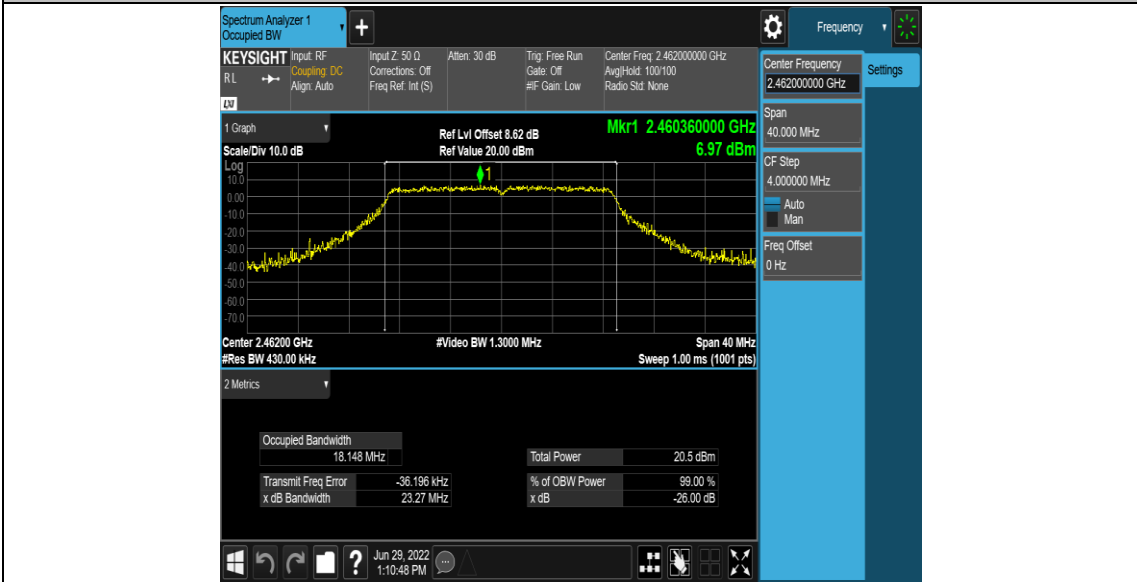 Spectrum Analyzer 1
Occupied BW
+
Frequency
KEYSIGHT
RL
LXI
Input: RF
Coupling: DC
Align: Auto
Input Z: 50 Ω
Corrections: Off
Freq Ref: Int (S)
Atten: 30 dB
Trig: Free Run
Gate: Off
#IF Gain: Low
Center Freq: 2.462000000 GHz
Avg|Hold: 100/100
Radio Std: None
Center Frequency
2.462000000 GHz
Settings
Span
40.000 MHz
CF Step
4.000000 MHz
Auto
Man
Freq Offset
0 Hz
1 Graph
Scale/Div 10.0 dB
Ref Lvl Offset 8.62 dB
Ref Value 20.00 dBm
Mkr1 2.460360000 GHz
6.97 dBm
Log
10.0
0.00
-10.0
-20.0
-30.0
-40.0
-50.0
-60.0
-70.0
1
Center 2.46200 GHz
#Res BW 430.00 kHz
#Video BW 1.3000 MHz
Span 40 MHz
Sweep 1.00 ms (1001 pts)
2 Metrics
Occupied Bandwidth
18.148 MHz
Transmit Freq Error -36.196 kHz
x dB Bandwidth 23.27 MHz
Total Power 20.5 dBm
% of OBW Power 99.00 %
x dB -26.00 dB
?
Jun 29, 2022
1:10:48 PM